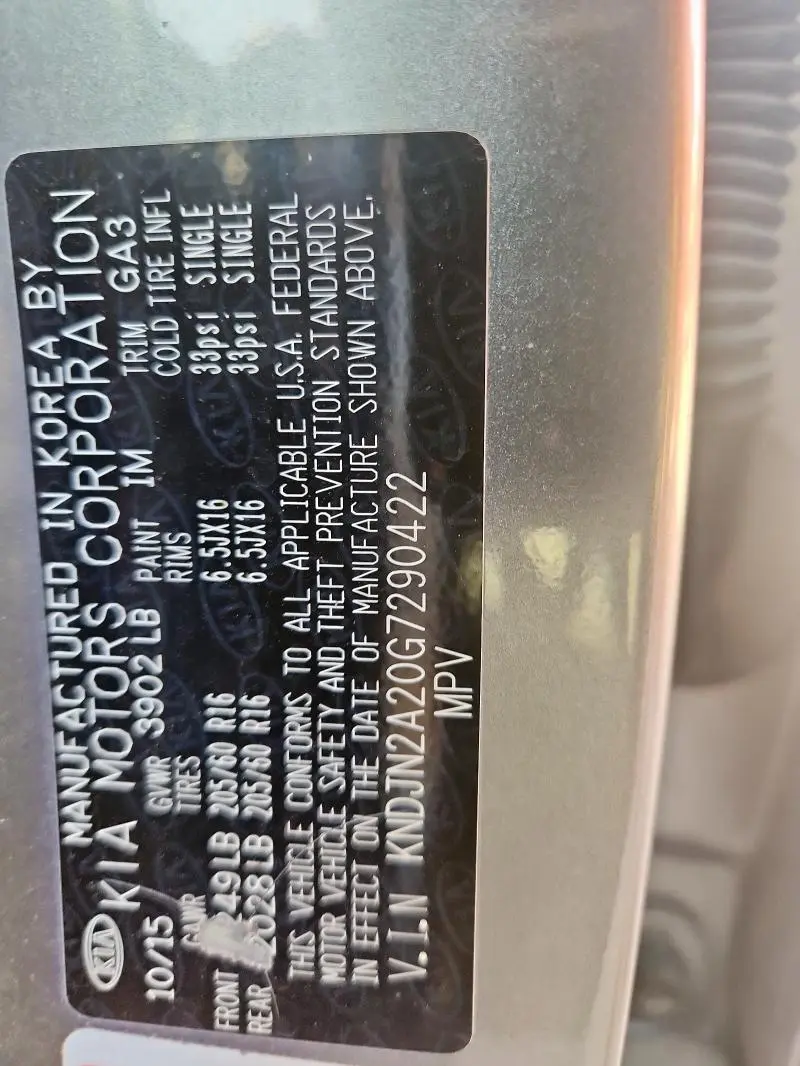 KIA
MANUFACTURED IN KOREA BY
KIA MOTORS CORPORATION
10/15 GVWR 3902 LB PAINT IM TRIM GA3
GAWR TIRES RIMS COLD TIRE INFL
FRONT 49LB 205/60 R16 6.5JX16 33psi SINGLE
REAR 2028LB 205/60 R16 6.5JX16 33psi SINGLE
THIS VEHICLE CONFORMS TO ALL APPLICABLE U.S.A. FEDERAL
MOTOR VEHICLE SAFETY AND THEFT PREVENTION STANDARDS
IN EFFECT ON THE DATE OF MANUFACTURE SHOWN ABOVE.
V.I.N KNDJN2A20G7290422
MPV